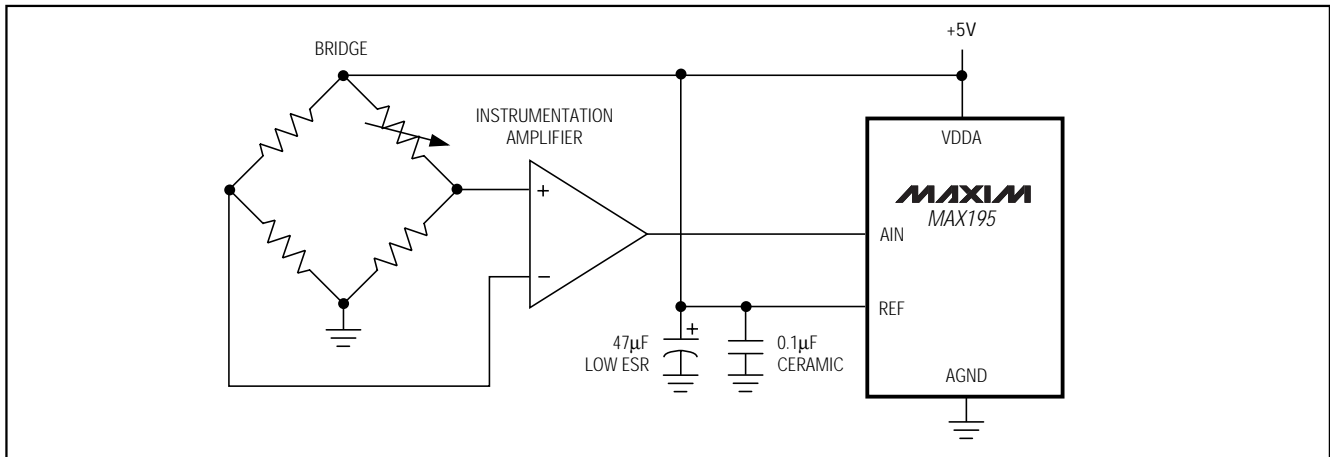 +5V
BRIDGE
INSTRUMENTATION
AMPLIFIER
VDDA
MAXIM
MAX195
+
AIN
−
REF
+
47μF
LOW ESR
0.1μF
CERAMIC
AGND